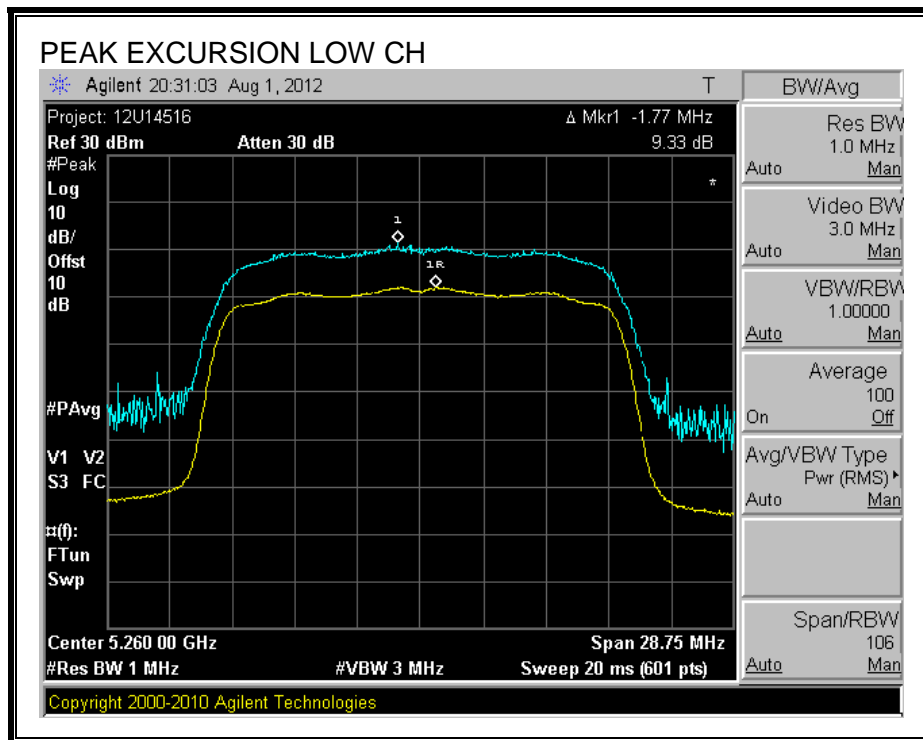 PEAK EXCURSION LOW CH
Agilent 20:31:03 Aug 1, 2012 T
Project: 12U14516 Δ Mkr1 -1.77 MHz
Ref 30 dBm Atten 30 dB 9.33 dB
#Peak
Log
10
dB/
Offst
10
dB
#PAvg
V1 V2
S3 FC
¤(f):
FTun
Swp
*
1
1R
Center 5.260 00 GHz Span 28.75 MHz
#Res BW 1 MHz #VBW 3 MHz Sweep 20 ms (601 pts)
Copyright 2000-2010 Agilent Technologies
BW/Avg
Res BW
1.0 MHz
Auto Man
Video BW
3.0 MHz
Auto Man
VBW/RBW
1.00000
Auto Man
Average
100
On Off
Avg/VBW Type
Pwr (RMS)
Auto Man
Span/RBW
106
Auto Man